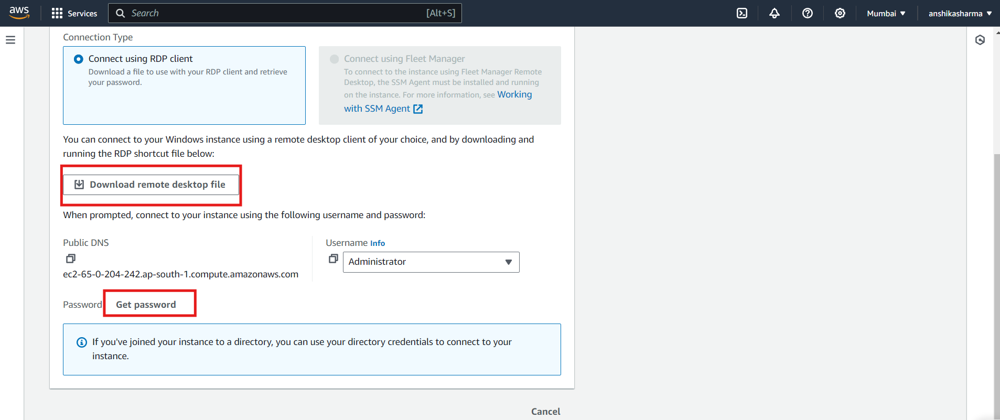 aws
Services
Search
[Alt+S]
Mumbai
anshikasharma
Connection Type
Connect using RDP client
Download a file to use with your RDP client and retrieve
your password.
Connect using Fleet Manager
To connect to the instance using Fleet Manager Remote
Desktop, the SSM Agent must be installed and running
on the instance. For more information, see Working
with SSM Agent
You can connect to your Windows instance using a remote desktop client of your choice, and by downloading and
running the RDP shortcut file below:
Download remote desktop file
When prompted, connect to your instance using the following username and password:
Public DNS
ec2-65-0-204-242.ap-south-1.compute.amazonaws.com
Username Info
Administrator
Password
Get password
If you've joined your instance to a directory, you can use your directory credentials to connect to your
instance.
Cancel